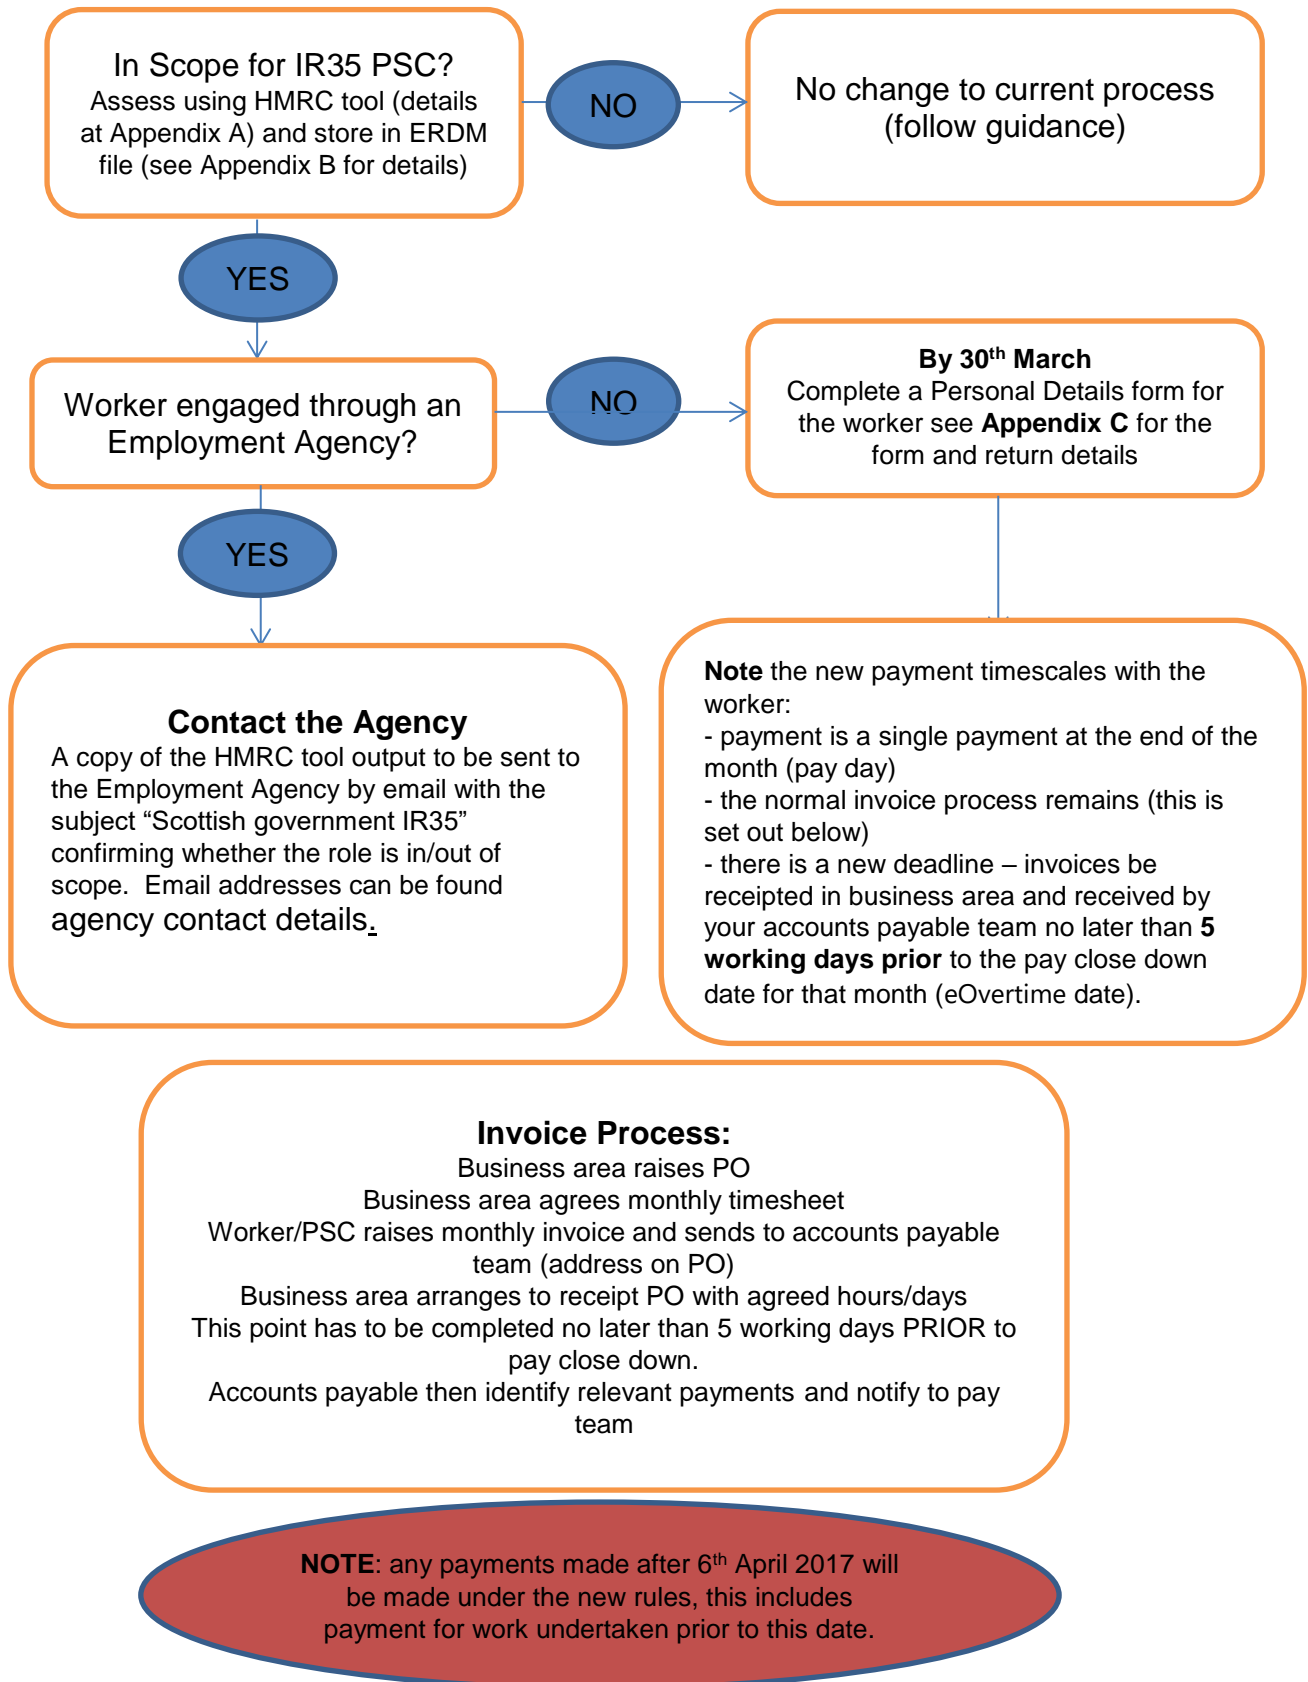 In Scope for IR35 PSC?
Assess using HMRC tool (details
at Appendix A) and store in ERDM
file (see Appendix B for details)
NO
No change to current process
(follow guidance)
YES
Worker engaged through an
Employment Agency?
NO
By 30th March
Complete a Personal Details form for
the worker see Appendix C for the
form and return details
YES
Contact the Agency
A copy of the HMRC tool output to be sent to
the Employment Agency by email with the
subject “Scottish government IR35”
confirming whether the role is in/out of
scope.  Email addresses can be found
agency contact details.
Note the new payment timescales with the
worker:
- payment is a single payment at the end of the
month (pay day)
- the normal invoice process remains (this is
set out below)
- there is a new deadline – invoices be
receipted in business area and received by
your accounts payable team no later than 5
working days prior to the pay close down
date for that month (eOvertime date).
Invoice Process:
Business area raises PO
Business area agrees monthly timesheet
Worker/PSC raises monthly invoice and sends to accounts payable
team (address on PO)
Business area arranges to receipt PO with agreed hours/days
This point has to be completed no later than 5 working days PRIOR to
pay close down.
Accounts payable then identify relevant payments and notify to pay
team
NOTE: any payments made after 6th April 2017 will
be made under the new rules, this includes
payment for work undertaken prior to this date.